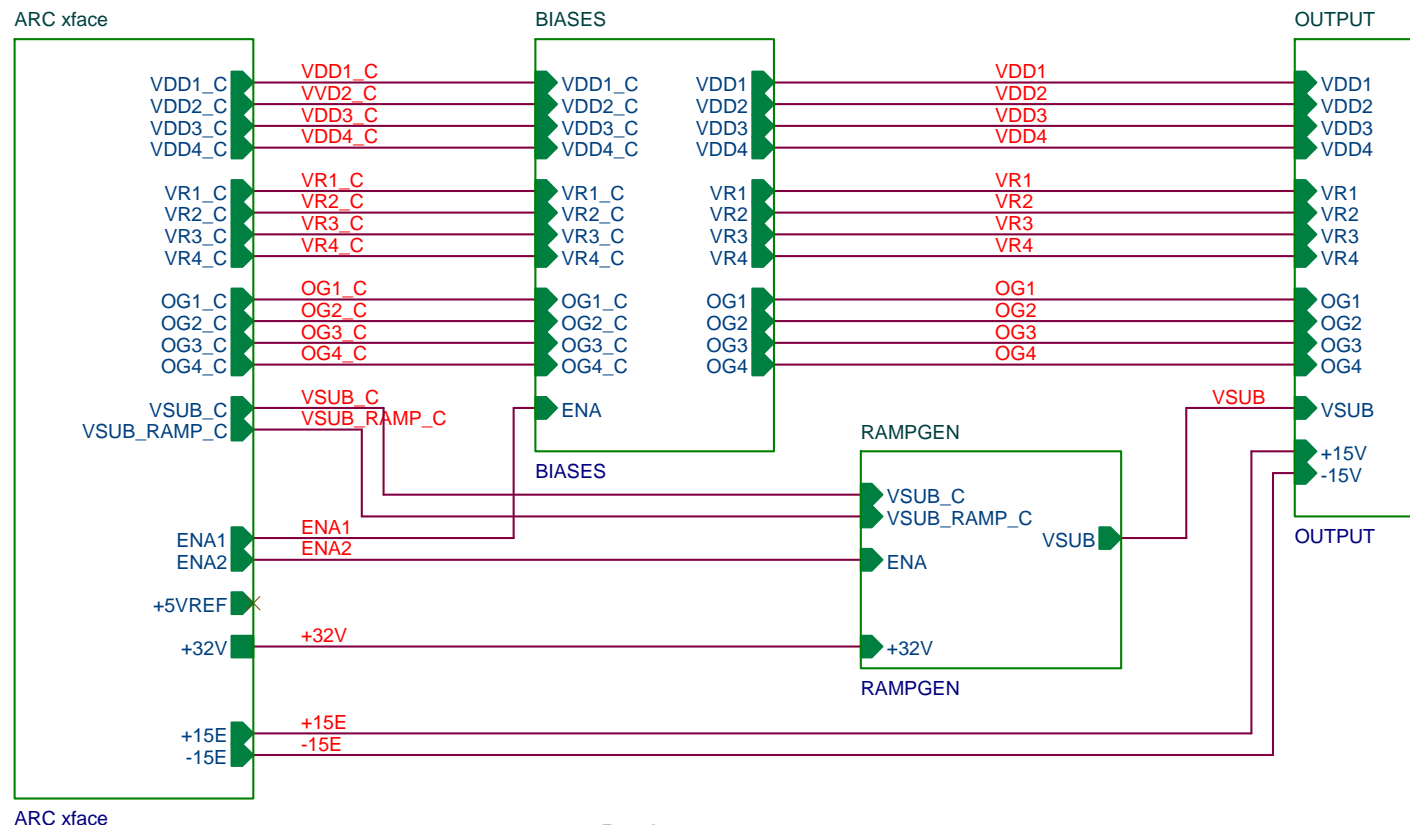 ARC xface BIASES OUTPUT
VDD1_C VDD1_C VDD1_C VDD1 VDD1 VDD1
VDD2_C VVD2_C VDD2_C VDD2 VDD2 VDD2
VDD3_C VDD3_C VDD3_C VDD3 VDD3 VDD3
VDD4_C VDD4_C VDD4_C VDD4 VDD4 VDD4
VR1_C VR1_C VR1_C VR1 VR1 VR1
VR2_C VR2_C VR2_C VR2 VR2 VR2
VR3_C VR3_C VR3_C VR3 VR3 VR3
VR4_C VR4_C VR4_C VR4 VR4 VR4
OG1_C OG1_C OG1_C OG1 OG1 OG1
OG2_C OG2_C OG2_C OG2 OG2 OG2
OG3_C OG3_C OG3_C OG3 OG3 OG3
OG4_C OG4_C OG4_C OG4 OG4 OG4
VSUB_C VSUB_C ENA VSUB VSUB
VSUB_RAMP_C VSUB_RAMP_C RAMPGEN
+15V
BIASES -15V
VSUB_C
VSUB_RAMP_C
ENA1 ENA1 VSUB OUTPUT
ENA2 ENA2 ENA
+5VREF
+32V +32V +32V
RAMPGEN
+15E +15E
-15E -15E
ARC xface